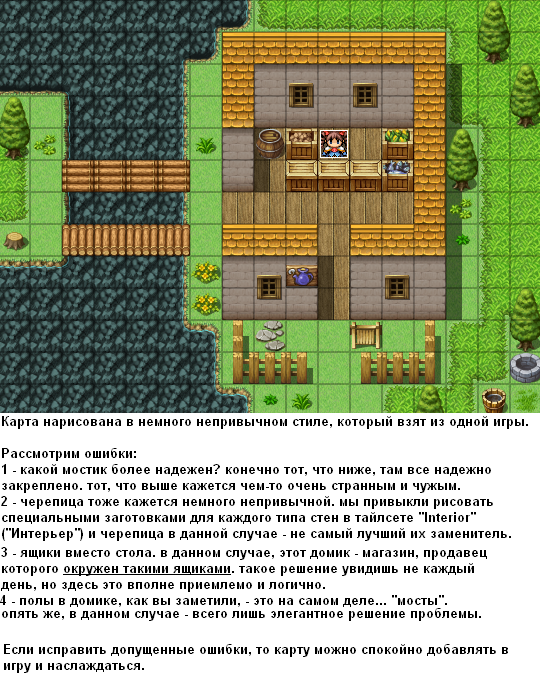 Карта нарисована в немного непривычном стиле, который взят из одной игры.
Рассмотрим ошибки:
1 - какой мостик более надежен? конечно тот, что ниже, там все надежно
закреплено. тот, что выше кажется чем-то очень странным и чужым.
2 - черепица тоже кажется немного непривычной. мы привыкли рисовать
специальными заготовками для каждого типа стен в тайлсете "Interior"
("Интерьер") и черепица в данной случае - не самый лучший их заменитель.
3 - ящики вместо стола. в данном случае, этот домик - магазин, продавец
которого окружен такими ящиками. такое решение увидишь не каждый
день, но здесь это вполне приемлемо и логично.
4 - полы в домике, как вы заметили, - это на самом деле... "мосты".
опять же, в данном случае - всего лишь элегантное решение проблемы.
Если исправить допущенные ошибки, то карту можно спокойно добавлять в
игру и наслаждаться.